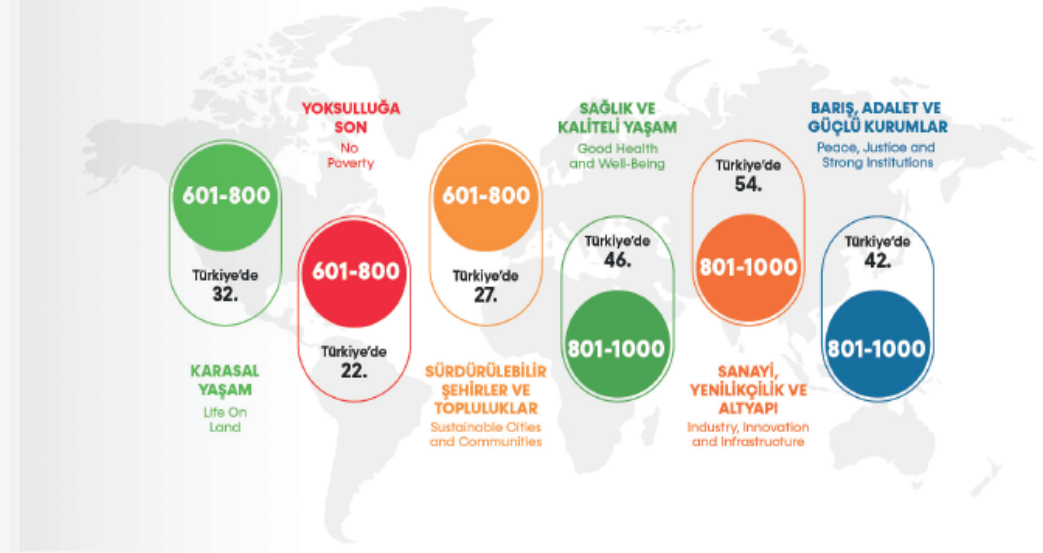 601-800
Türkiye'de
32.
KARASAL
YAŞAM
Life On
Land
YOKSULLUĞA
SON
No
Poverty
601-800
Türkiye'de
22.
601-800
Türkiye'de
27.
SÜRDÜRÜLEBİLİR
ŞEHİRLER VE
TOPLULUKLAR
Sustainable Cities
and Communities
SAĞLIK VE
KALİTELİ YAŞAM
Good Health
and Well-Being
Türkiye'de
46.
801-1000
Türkiye'de
54.
801-1000
SANAYİ,
YENİLİKÇİLİK VE
ALTYAPI
Industry, Innovation
and Infrastructure
BARIŞ, ADALET VE
GÜÇLÜ KURUMLAR
Peace, Justice and
Strong Institutions
Türkiye'de
42.
801-1000